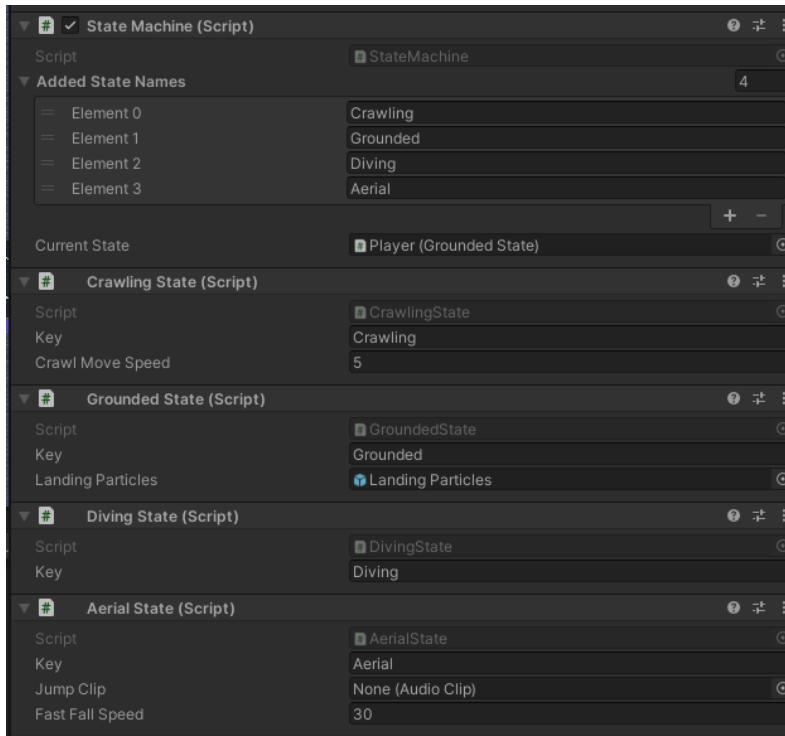 State Machine (Script)
Script StateMachine
Added State Names 4
Element 0 Crawling
Element 1 Grounded
Element 2 Diving
Element 3 Aerial
+ −
Current State Player (Grounded State)
# Crawling State (Script)
Script CrawlingState
Key Crawling
Crawl Move Speed 5
# Grounded State (Script)
Script GroundedState
Key Grounded
Landing Particles Landing Particles
# Diving State (Script)
Script DivingState
Key Diving
# Aerial State (Script)
Script AerialState
Key Aerial
Jump Clip None (Audio Clip)
Fast Fall Speed 30